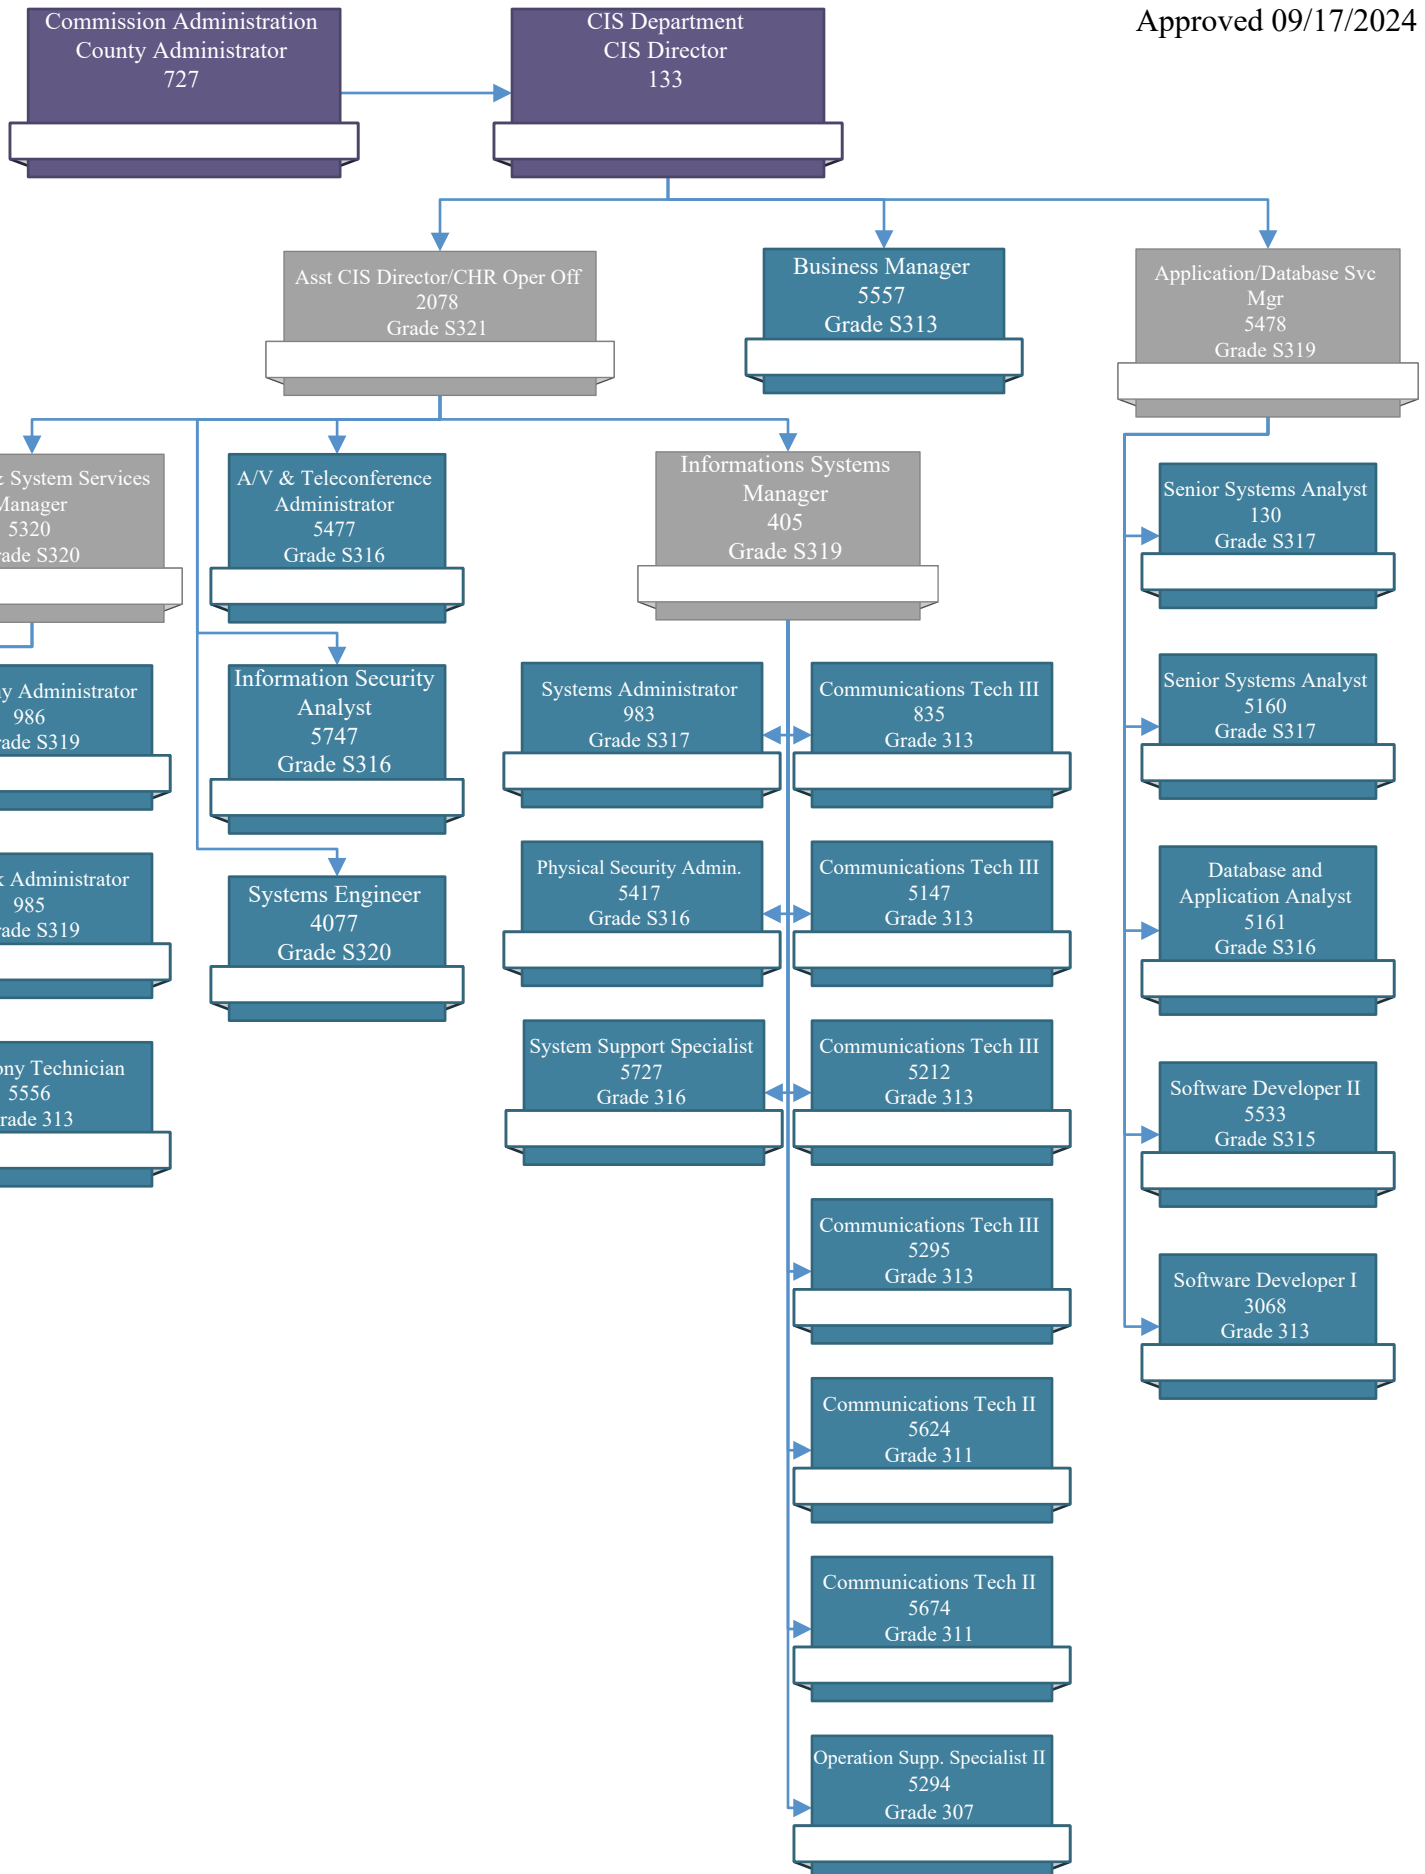 Commission Administration
County Administrator
727
CIS Department
CIS Director
133
Approved 09/17/2024
Asst CIS Director/CHR Oper Off
2078
Grade S321
Business Manager
5557
Grade S313
Application/Database Svc
Mgr
5478
Grade S319
& System Services
Manager
5320
Grade S320
A/V & Teleconference
Administrator
5477
Grade S316
Informations Systems
Manager
405
Grade S319
Senior Systems Analyst
130
Grade S317
Administrator
986
Grade S319
Information Security
Analyst
5747
Grade S316
Systems Administrator
983
Grade S317
Communications Tech III
835
Grade 313
Senior Systems Analyst
5160
Grade S317
Administrator
985
Grade S319
Systems Engineer
4077
Grade S320
Physical Security Admin.
5417
Grade S316
Communications Tech III
5147
Grade 313
Database and
Application Analyst
5161
Grade S316
Technician
5556
Grade 313
System Support Specialist
5727
Grade 316
Communications Tech III
5212
Grade 313
Software Developer II
5533
Grade S315
Communications Tech III
5295
Grade 313
Software Developer I
3068
Grade 313
Communications Tech II
5624
Grade 311
Communications Tech II
5674
Grade 311
Operation Supp. Specialist II
5294
Grade 307